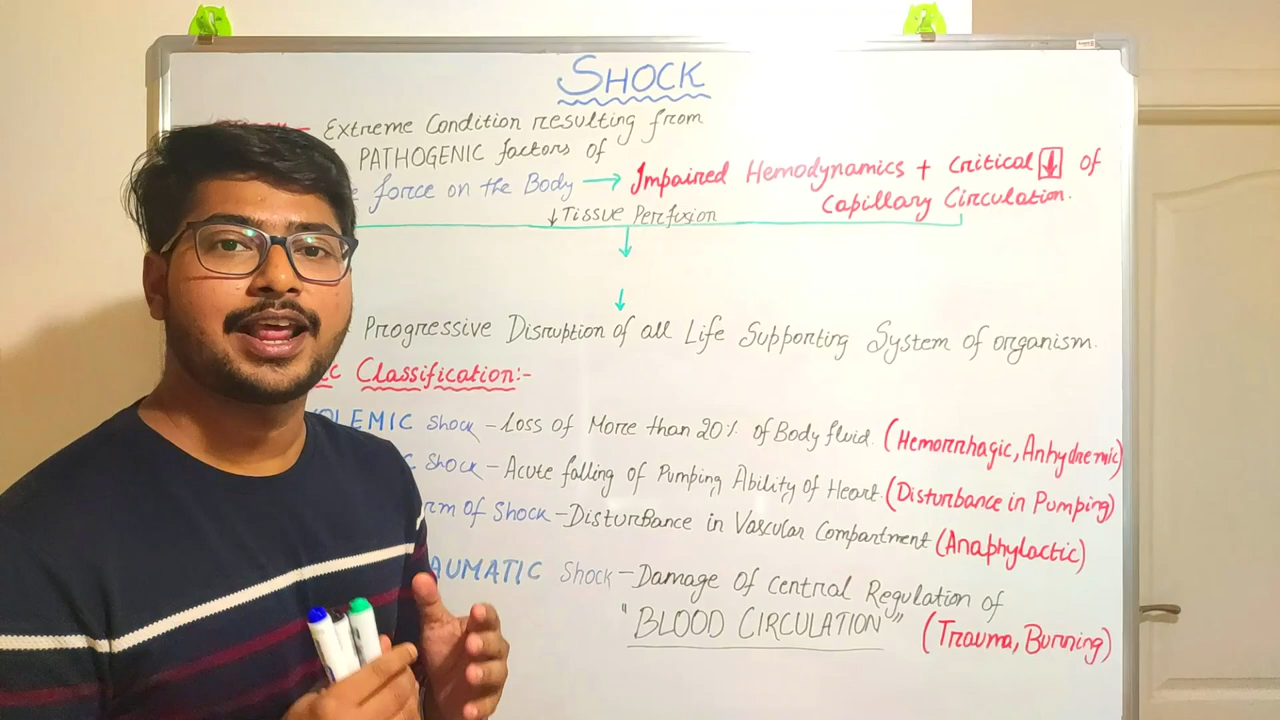 SHOCK
Extreme Condition resulting from
PATHOGENIC factors of
force on the Body → Impaired Hemodynamics + critical ↓ of
Capillary Circulation.
↓Tissue Perfusion
Progressive Disruption of all Life Supporting System of organism.
Classification:-
OLEMIC Shock - Loss of More than 20% of Body fluid. (Hemorrhagic, Anhydremic)
C Shock - Acute falling of Pumping Ability of Heart. (Disturbance in Pumping)
rm of Shock - Disturbance in Vascular Compartment (Anaphylactic)
AUMATIC Shock - Damage of central Regulation of
"BLOOD CIRCULATION" (Trauma, Burning)